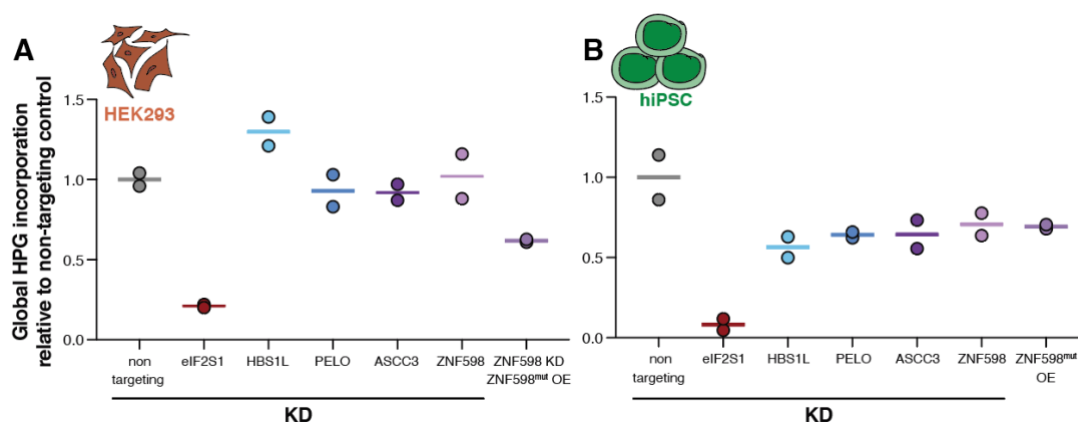 A
HEK293
Global HPG incorporation
relative to non-targeting control
1.5
1.0
0.5
0.0
non
targeting
eIF2S1
HBS1L
PELO
ASCC3
ZNF598
ZNF598 KD
ZNF598mut OE
KD
B
hiPSC
1.5
1.0
0.5
0.0
non
targeting
eIF2S1
HBS1L
PELO
ASCC3
ZNF598
ZNF598mut
OE
KD